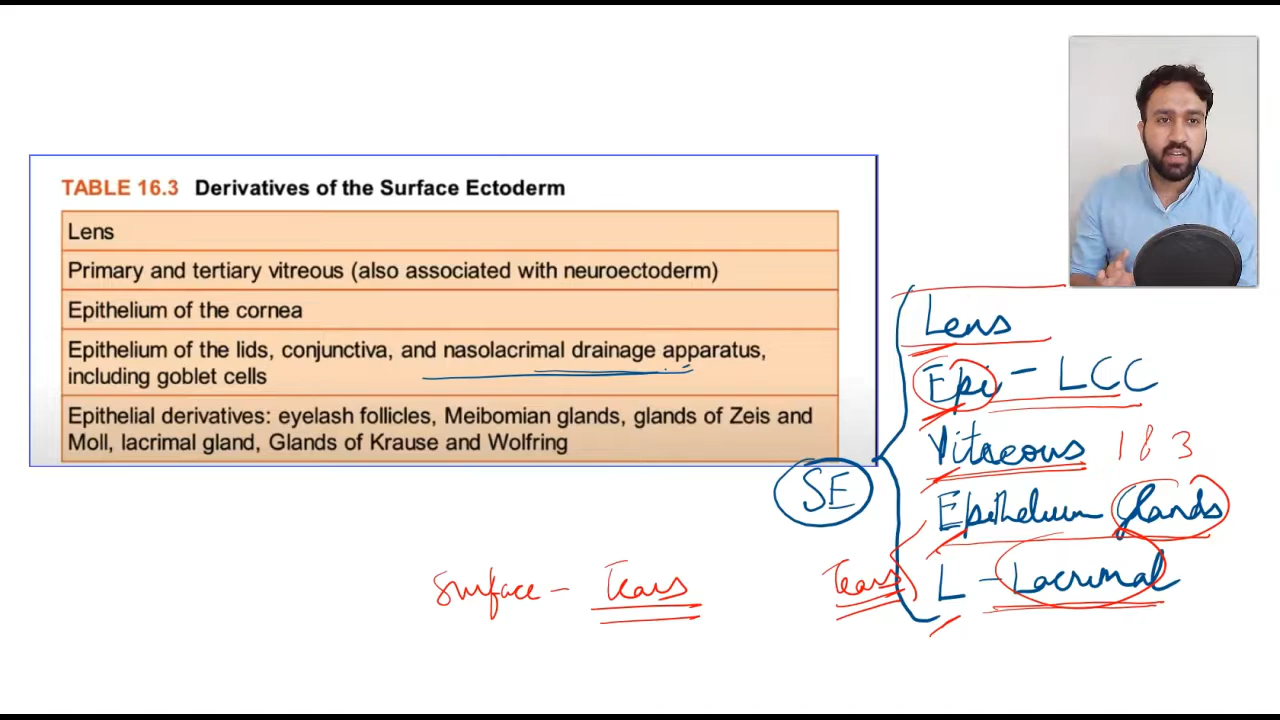 TABLE 16.3 Derivatives of the Surface Ectoderm
Lens
Primary and tertiary vitreous (also associated with neuroectoderm)
Epithelium of the cornea
Epithelium of the lids, conjunctiva, and nasolacrimal drainage apparatus,
including goblet cells
Epithelial derivatives: eyelash follicles, Meibomian glands, glands of Zeis and
Moll, lacrimal gland, Glands of Krause and Wolfring
SE
Lens
Epi - LCC
Vitreous 1 & 3
Epithelium glands
L - Lacrimal
Surface - Tears
Tears